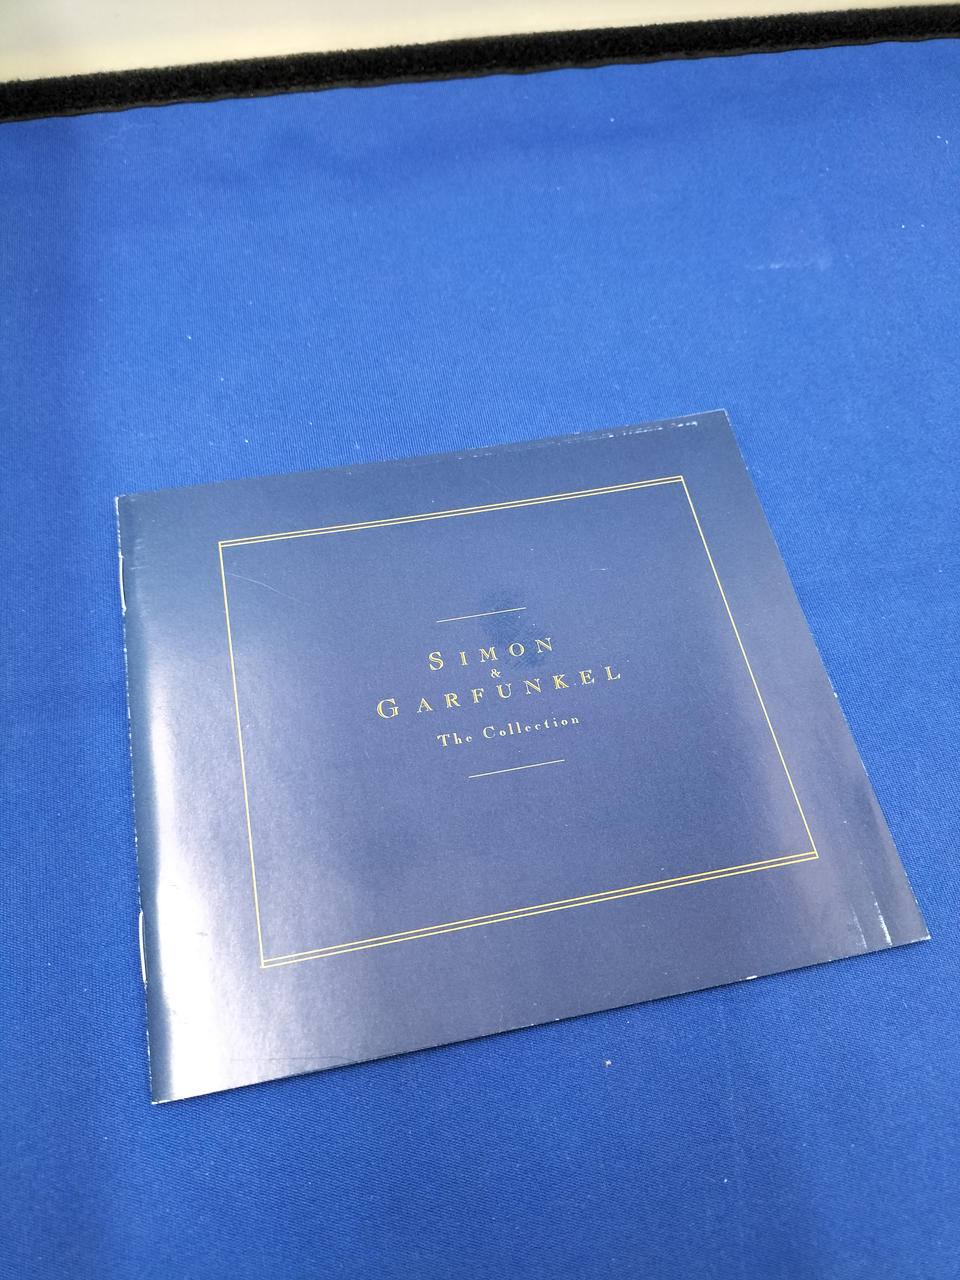 SIMON
&
GARFUNKEL
The Collection